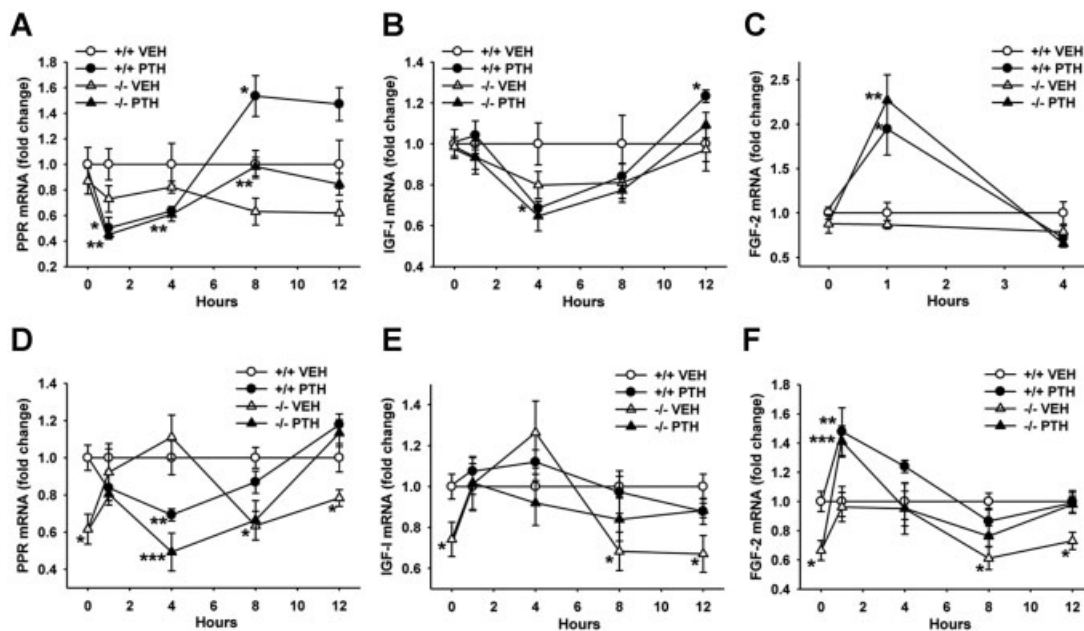 A
+/+ VEH
+/+ PTH
-/- VEH
-/- PTH
PPR mRNA (fold change)
1.8
1.6
1.4
1.2
1.0
0.8
0.6
0.4
0.2
*
**
**
*
**
0 2 4 6 8 10 12
Hours
B
+/+ VEH
+/+ PTH
-/- VEH
-/- PTH
IGF-I mRNA (fold change)
1.4
1.2
1.0
0.8
0.6
0.4
*
*
0 2 4 6 8 10 12
Hours
C
+/+ VEH
+/+ PTH
-/- VEH
-/- PTH
FGF-2 mRNA (fold change)
2.5
2.0
1.5
1.0
0.5
**
*
0 1 2 3 4
Hours
D
+/+ VEH
+/+ PTH
-/- VEH
-/- PTH
PPR mRNA (fold change)
1.4
1.2
1.0
0.8
0.6
0.4
*
**
***
*
*
0 2 4 6 8 10 12
Hours
E
+/+ VEH
+/+ PTH
-/- VEH
-/- PTH
IGF-I mRNA (fold change)
1.4
1.2
1.0
0.8
0.6
*
*
*
0 2 4 6 8 10 12
Hours
F
+/+ VEH
+/+ PTH
-/- VEH
-/- PTH
FGF-2 mRNA (fold change)
1.8
1.6
1.4
1.2
1.0
0.8
0.6
0.4
**
***
*
*
*
0 2 4 6 8 10 12
Hours